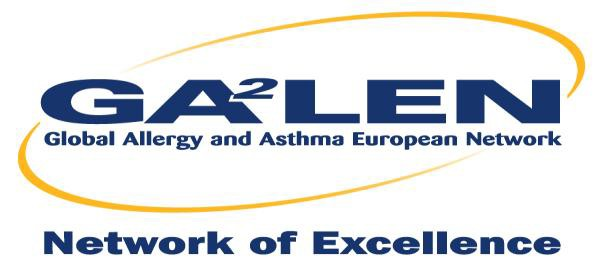 GA²LEN
Global Allergy and Asthma European Network
Network of Excellence